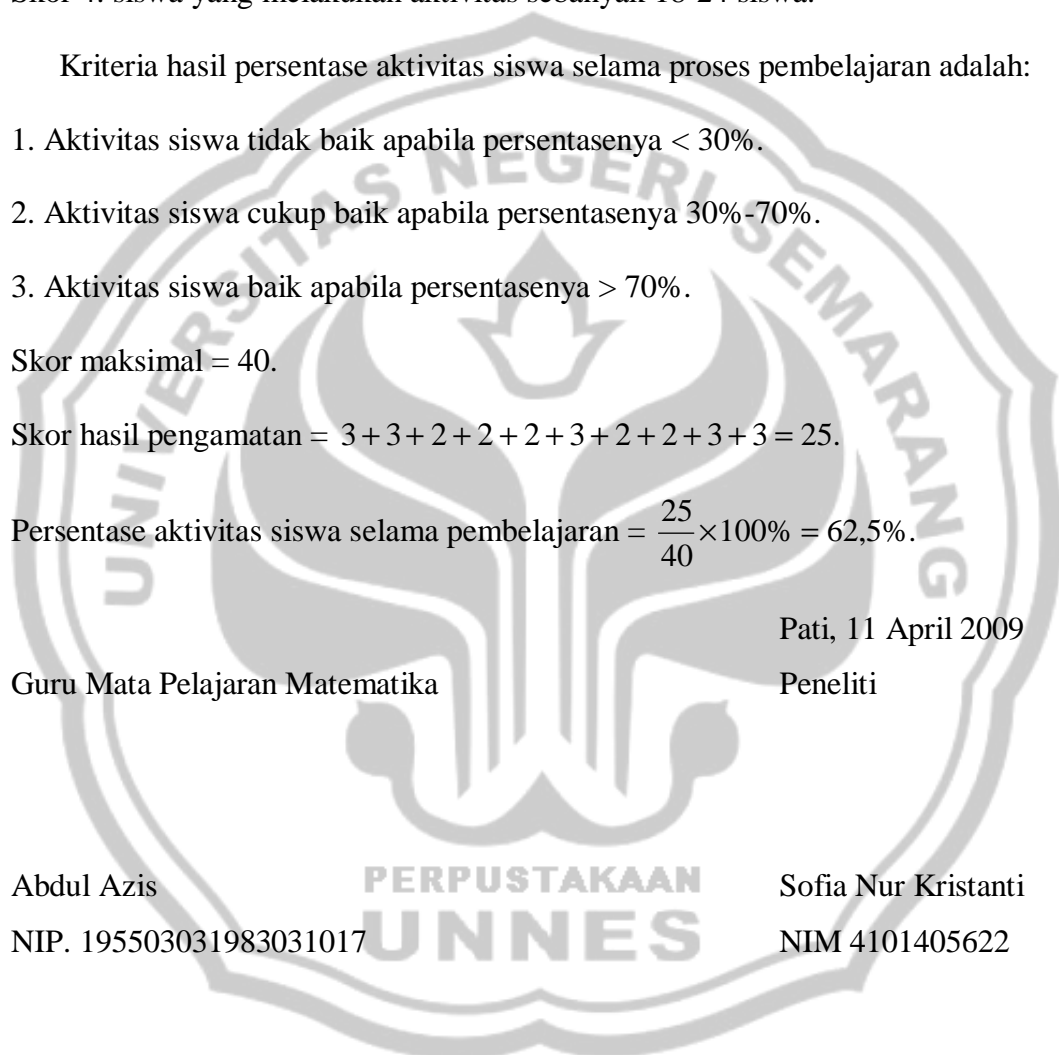 Skor 4: siswa yang melakukan aktivitas sebanyak 18-24 siswa.
Kriteria hasil persentase aktivitas siswa selama proses pembelajaran adalah:
1. Aktivitas siswa tidak baik apabila persentasenya < 30%.
2. Aktivitas siswa cukup baik apabila persentasenya 30%-70%.
3. Aktivitas siswa baik apabila persentasenya > 70%.
Skor maksimal = 40.
Skor hasil pengamatan = 3 + 3 + 2 + 2 + 2 + 3 + 2 + 2 + 3 + 3 = 25.
Persentase aktivitas siswa selama pembelajaran = 25/40 ×100% = 62,5%.
Pati, 11 April 2009
Guru Mata Pelajaran Matematika Peneliti
Abdul Azis Sofia Nur Kristanti
NIP. 195503031983031017 NIM 4101405622
UNIVERSITAS NEGERI SEMARANG
PERPUSTAKAAN
UNNES